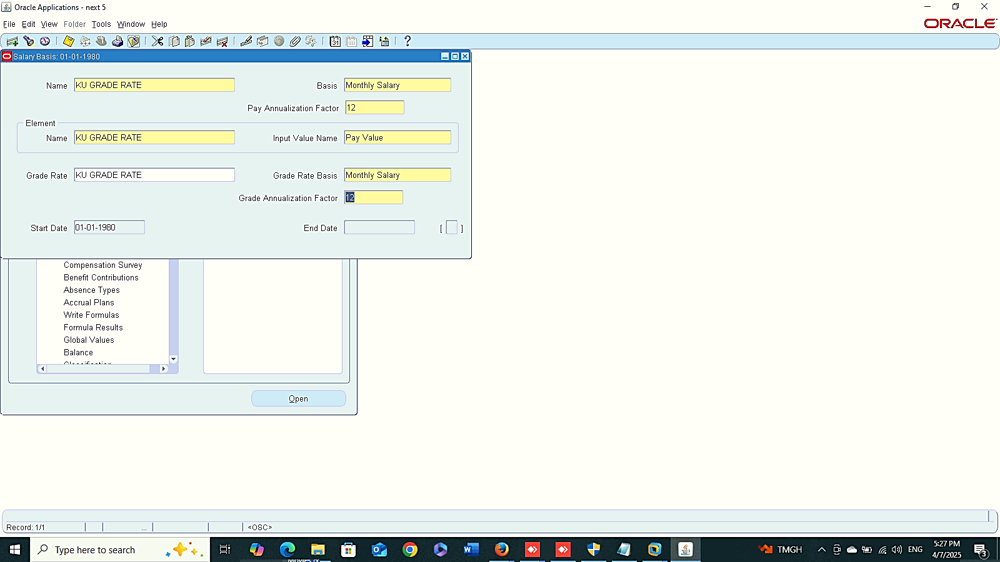 Oracle Applications - next 5
File Edit View Folder Tools Window Help
ORACLE
Salary Basis: 01-01-1980
Name KU GRADE RATE Basis Monthly Salary
Pay Annualization Factor 12
Element
Name KU GRADE RATE Input Value Name Pay Value
Grade Rate KU GRADE RATE Grade Rate Basis Monthly Salary
Grade Annualization Factor 12
Start Date 01-01-1980 End Date [ ]
Compensation Survey
Benefit Contributions
Absence Types
Accrual Plans
Write Formulas
Formula Results
Global Values
Balance
Open
Record: 1/1 ... <OSC>
Type here to search
TMGH
ENG
5:27 PM
4/7/2025
3